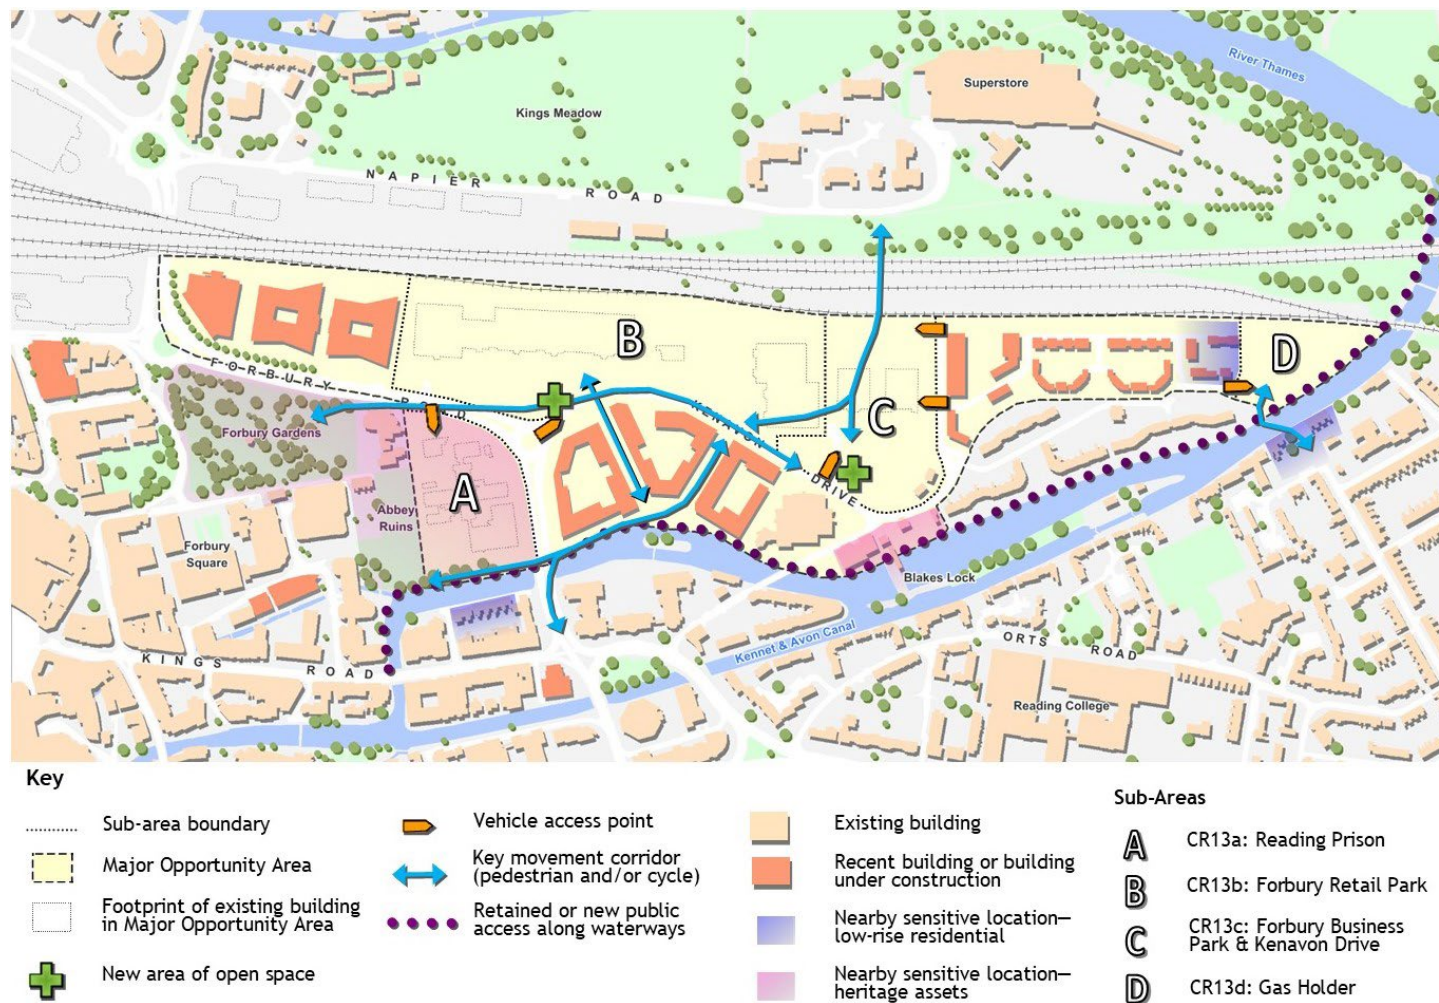 River Thames
Superstore
Kings Meadow
NAPIER ROAD
B
D
FORBURY ROAD
KENAVON DRIVE
C
Forbury Gardens
A
Abbey
Ruins
Forbury
Square
Blakes Lock
Kennet & Avon Canal
ORTS ROAD
KINGS ROAD
Reading College
Key
Sub-area boundary
Major Opportunity Area
Footprint of existing building
in Major Opportunity Area
New area of open space
Vehicle access point
Key movement corridor
(pedestrian and/or cycle)
Retained or new public
access along waterways
Existing building
Recent building or building
under construction
Nearby sensitive location—
low-rise residential
Nearby sensitive location—
heritage assets
Sub-Areas
A CR13a: Reading Prison
B CR13b: Forbury Retail Park
C CR13c: Forbury Business
Park & Kenavon Drive
D CR13d: Gas Holder